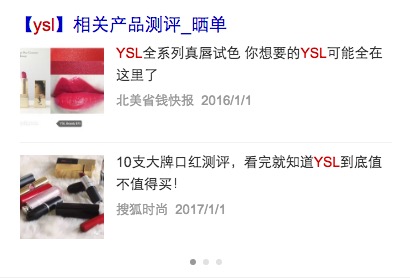 【ysl】相关产品测评_晒单
YSL全系列真唇试色 你想要的YSL可能全在
这里了
北美省钱快报 2016/1/1
10支大牌口红测评，看完就知道YSL到底值
不值得买！
搜狐时尚 2017/1/1